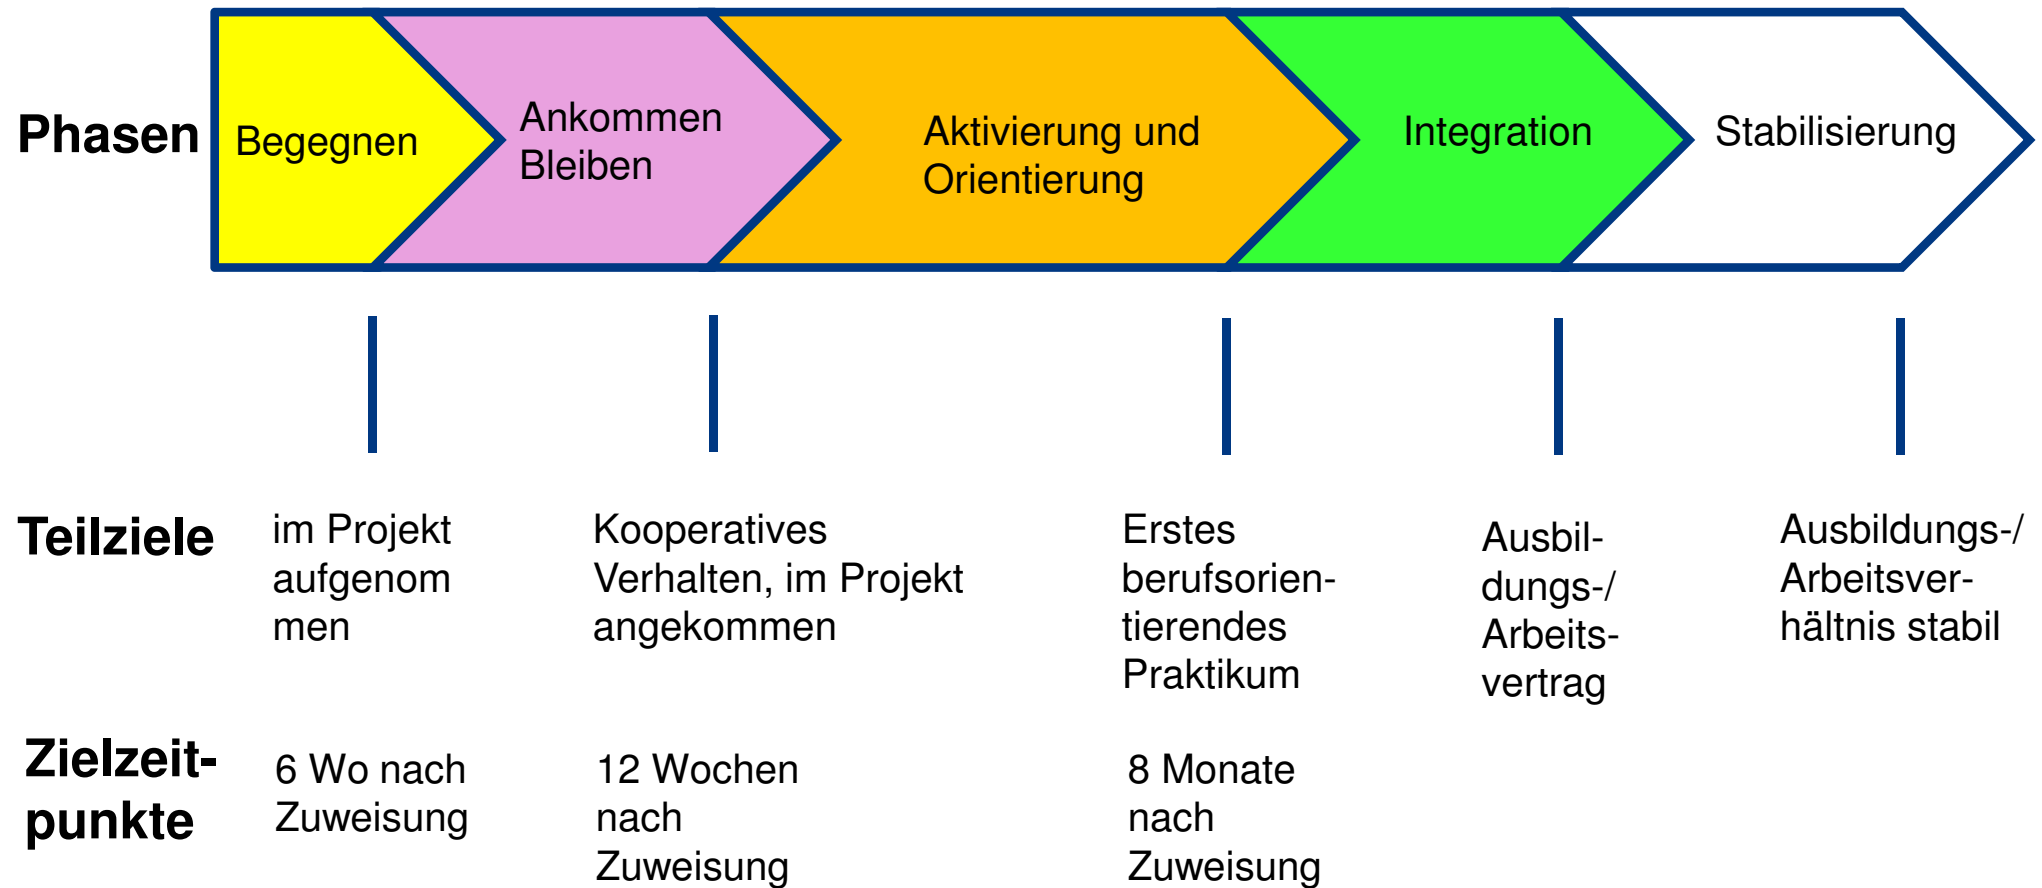 Phasen
Begegnen
Ankommen
Bleiben
Aktivierung und
Orientierung
Integration
Stabilisierung
Teilziele
im Projekt
aufgenom
men
Kooperatives
Verhalten, im Projekt
angekommen
Erstes
berufsorien-
tierendes
Praktikum
Ausbil-
dungs-/
Arbeits-
vertrag
Ausbildungs-/
Arbeitsver-
hältnis stabil
Zielzeit-
punkte
6 Wo nach
Zuweisung
12 Wochen
nach
Zuweisung
8 Monate
nach
Zuweisung